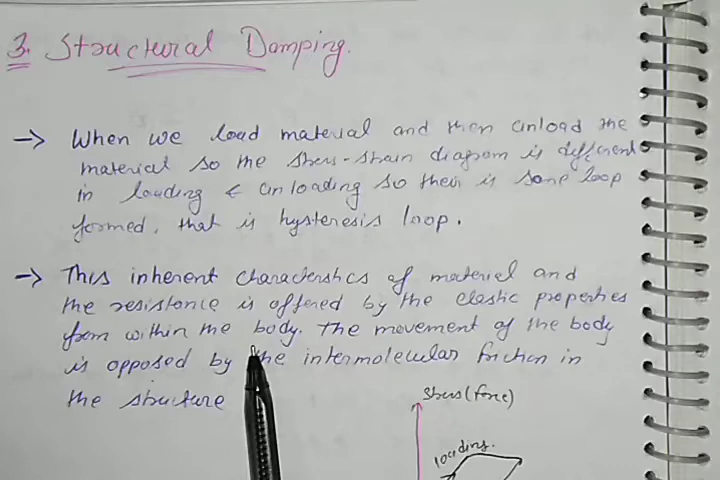 3. Structural Damping.
→ When we load material and then unload the
material so the stress-strain diagram is different
in loading & unloading so their is some loop
formed, that is hysteresis loop.
→ This inherent characterstics of material and
the resistance is offered by the elastic properties
from within the body. The movement of the body
is opposed by the intermolecular friction in
the structure
stress(force)
loading.